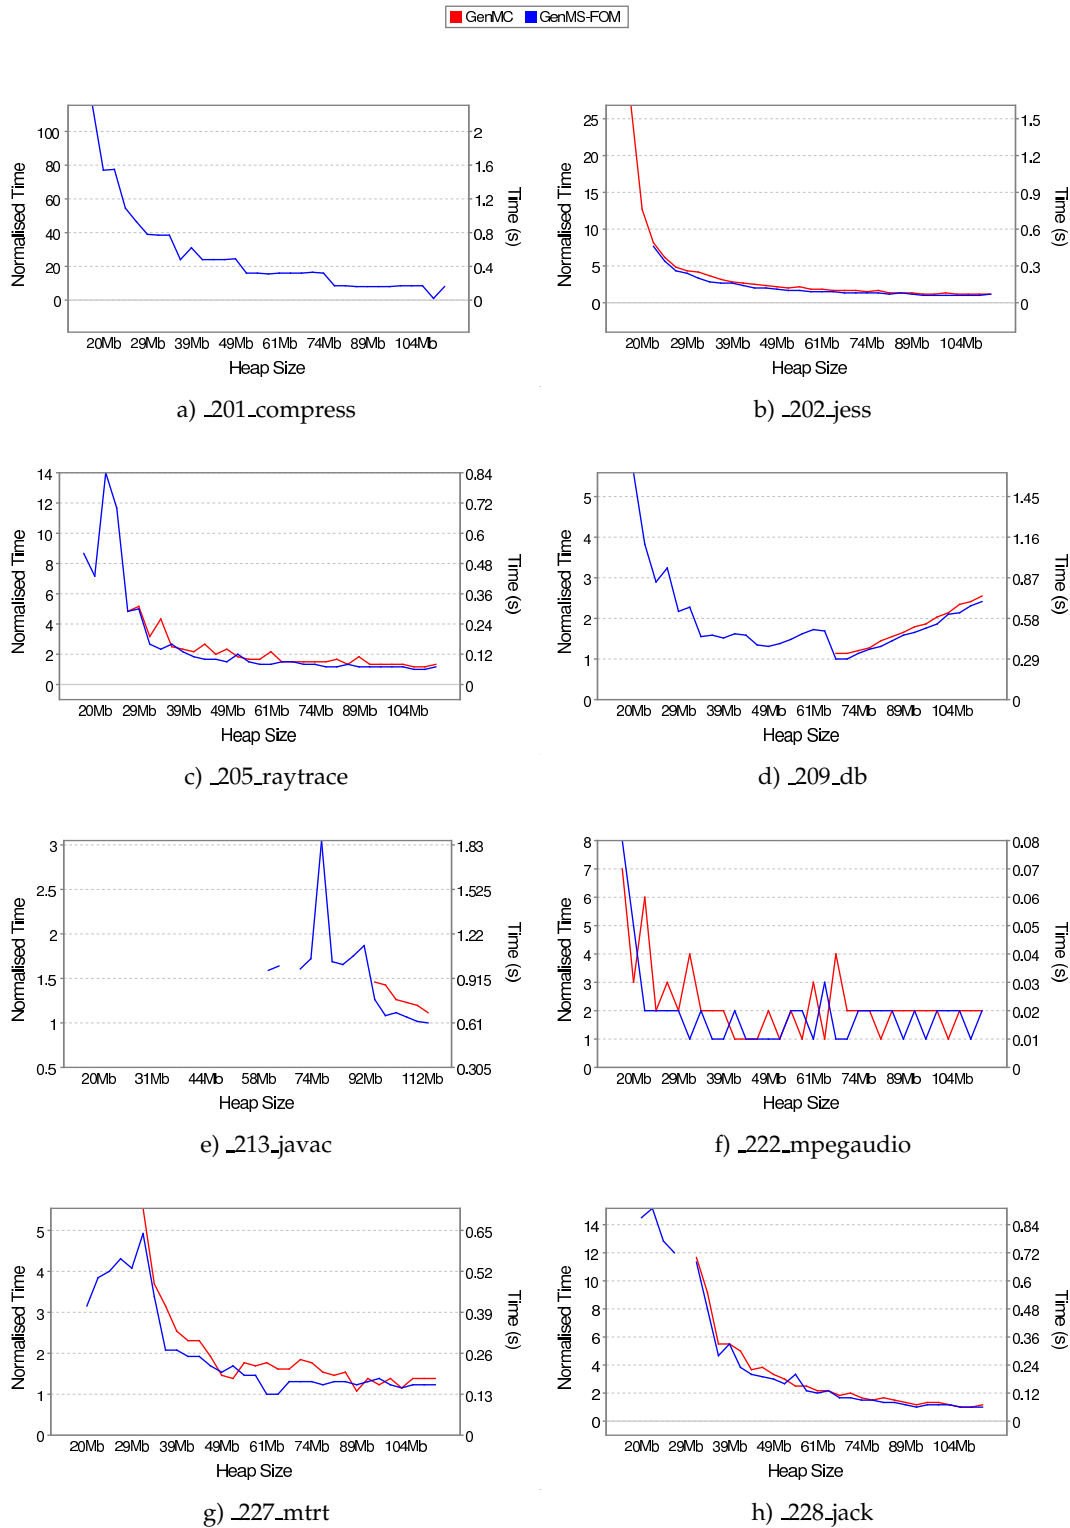 GenMC GenMS-FOM
Normalised Time
100
80
60
40
20
0
2
1.6
1.2
0.8
0.4
0
Time (s)
20Mb 29Mb 39Mb 49Mb 61Mb 74Mb 89Mb 104Mb
Heap Size
a) _201_compress
Normalised Time
25
20
15
10
5
0
1.5
1.2
0.9
0.6
0.3
0
Time (s)
20Mb 29Mb 39Mb 49Mb 61Mb 74Mb 89Mb 104Mb
Heap Size
b) _202_jess
Normalised Time
14
12
10
8
6
4
2
0
0.84
0.72
0.6
0.48
0.36
0.24
0.12
0
Time (s)
20Mb 29Mb 39Mb 49Mb 61Mb 74Mb 89Mb 104Mb
Heap Size
c) _205_raytrace
Normalised Time
5
4
3
2
1
0
1.45
1.16
0.87
0.58
0.29
0
Time (s)
20Mb 29Mb 39Mb 49Mb 61Mb 74Mb 89Mb 104Mb
Heap Size
d) _209_db
Normalised Time
3
2.5
2
1.5
1
0.5
1.83
1.525
1.22
0.915
0.61
0.305
Time (s)
20Mb 31Mb 44Mb 58Mb 74Mb 92Mb 112Mb
Heap Size
e) _213_javac
Normalised Time
8
7
6
5
4
3
2
1
0
0.08
0.07
0.06
0.05
0.04
0.03
0.02
0.01
0
Time (s)
20Mb 29Mb 39Mb 49Mb 61Mb 74Mb 89Mb 104Mb
Heap Size
f) _222_mpegaudio
Normalised Time
5
4
3
2
1
0
0.65
0.52
0.39
0.26
0.13
0
Time (s)
20Mb 29Mb 39Mb 49Mb 61Mb 74Mb 89Mb 104Mb
Heap Size
g) _227_mtrt
Normalised Time
14
12
10
8
6
4
2
0
0.84
0.72
0.6
0.48
0.36
0.24
0.12
0
Time (s)
20Mb 29Mb 39Mb 49Mb 61Mb 74Mb 89Mb 104Mb
Heap Size
h) _228_jack